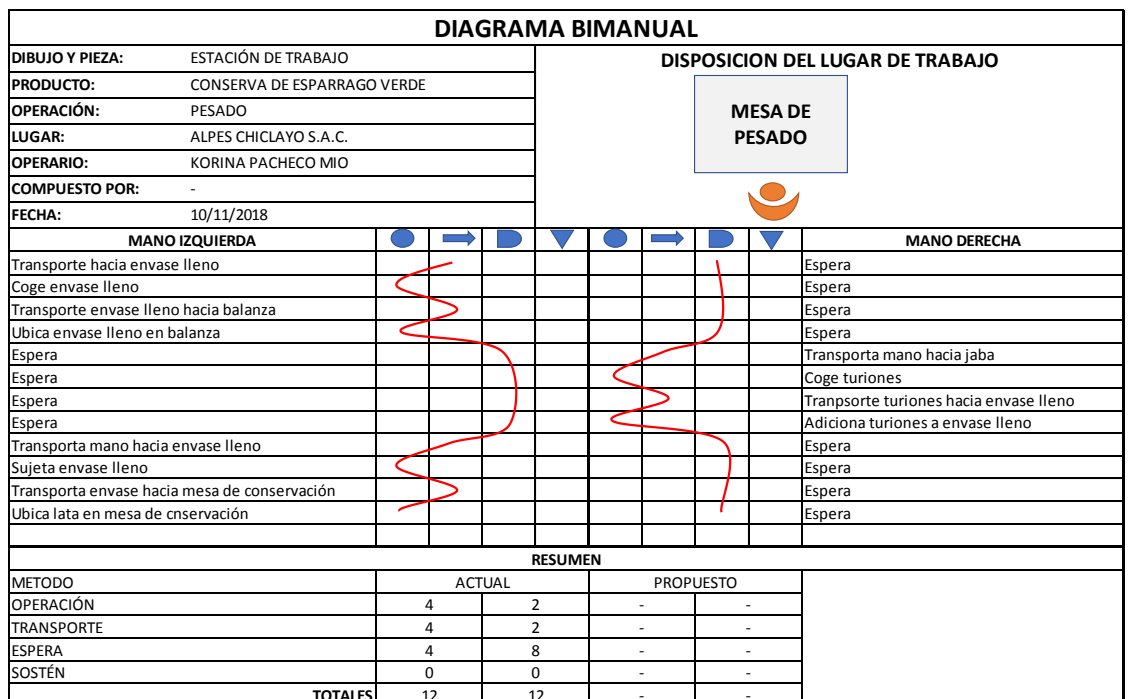 DIAGRAMA BIMANUAL
DIBUJO Y PIEZA: ESTACIÓN DE TRABAJO
PRODUCTO: CONSERVA DE ESPARRAGO VERDE
OPERACIÓN: PESADO
LUGAR: ALPES CHICLAYO S.A.C.
OPERARIO: KORINA PACHECO MIO
COMPUESTO POR: -
FECHA: 10/11/2018
DISPOSICION DEL LUGAR DE TRABAJO
MESA DE
PESADO
MANO IZQUIERDA MANO DERECHA
Transporte hacia envase lleno Espera
Coge envase lleno Espera
Transporte envase lleno hacia balanza Espera
Ubica envase lleno en balanza Espera
Espera Transporta mano hacia jaba
Espera Coge turiones
Espera Tranpsorte turiones hacia envase lleno
Espera Adiciona turiones a envase lleno
Transporta mano hacia envase lleno Espera
Sujeta envase lleno Espera
Transporta envase hacia mesa de conservación Espera
Ubica lata en mesa de cnservación Espera
RESUMEN
METODO ACTUAL PROPUESTO
OPERACIÓN 4 2 - -
TRANSPORTE 4 2 - -
ESPERA 4 8 - -
SOSTÉN 0 0 - -
TOTALES 12 12 - -